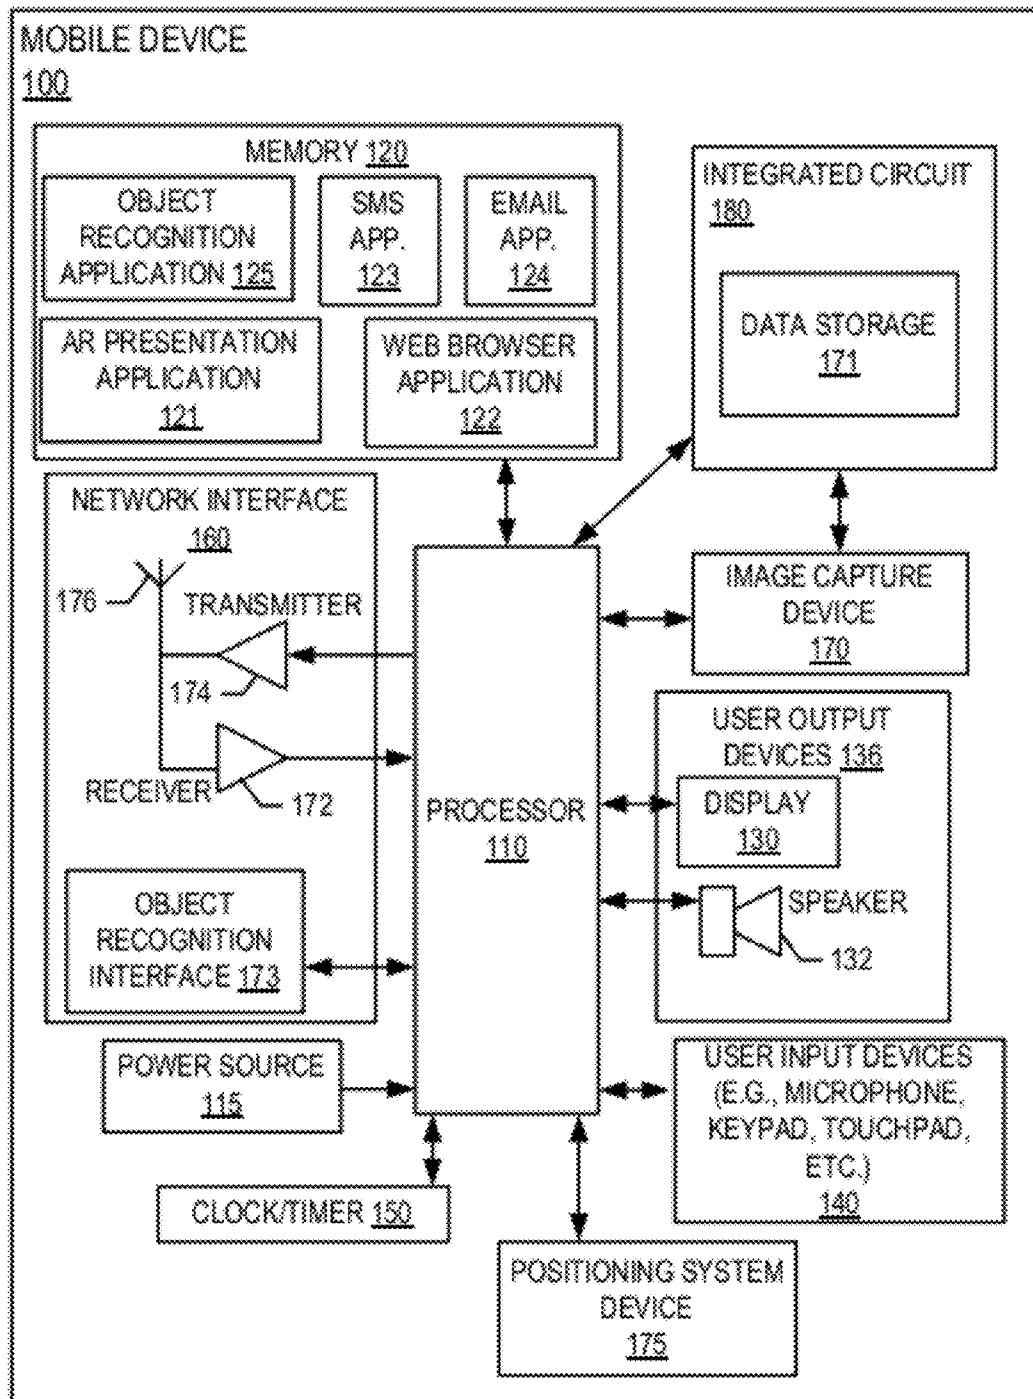 MOBILE DEVICE
100
MEMORY 120
OBJECT
RECOGNITION
APPLICATION 125
SMS
APP.
123
EMAIL
APP.
124
AR PRESENTATION
APPLICATION
121
WEB BROWSER
APPLICATION
122
INTEGRATED CIRCUIT
180
DATA STORAGE
171
NETWORK INTERFACE
160
176
TRANSMITTER
174
RECEIVER
172
OBJECT
RECOGNITION
INTERFACE 173
PROCESSOR
110
IMAGE CAPTURE
DEVICE
170
USER OUTPUT
DEVICES 136
DISPLAY
130
SPEAKER
132
POWER SOURCE
115
USER INPUT DEVICES
(E.G., MICROPHONE,
KEYPAD, TOUCHPAD,
ETC.)
140
CLOCK/TIMER 150
POSITIONING SYSTEM
DEVICE
175